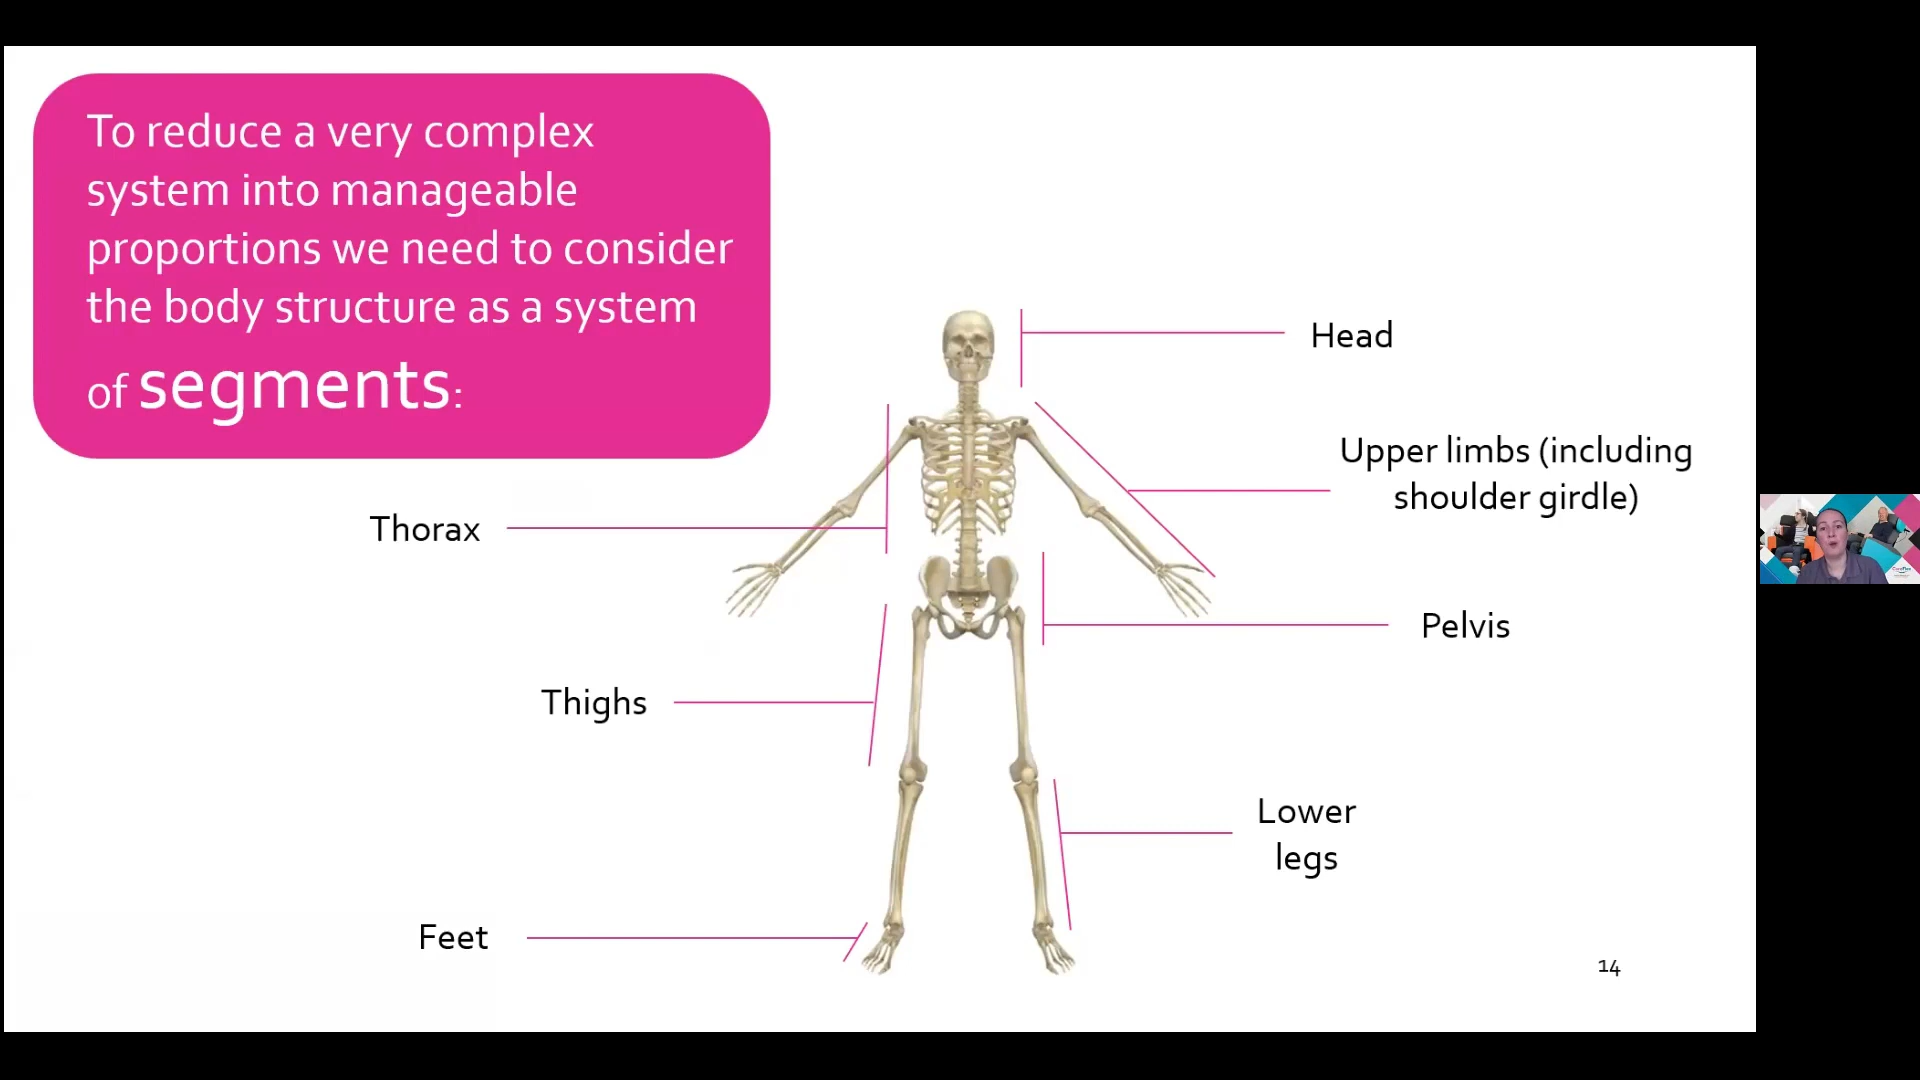 To reduce a very complex
system into manageable
proportions we need to consider
the body structure as a system
of segments:
Head
Upper limbs (including
shoulder girdle)
Thorax
Pelvis
Thighs
Lower
legs
Feet
14